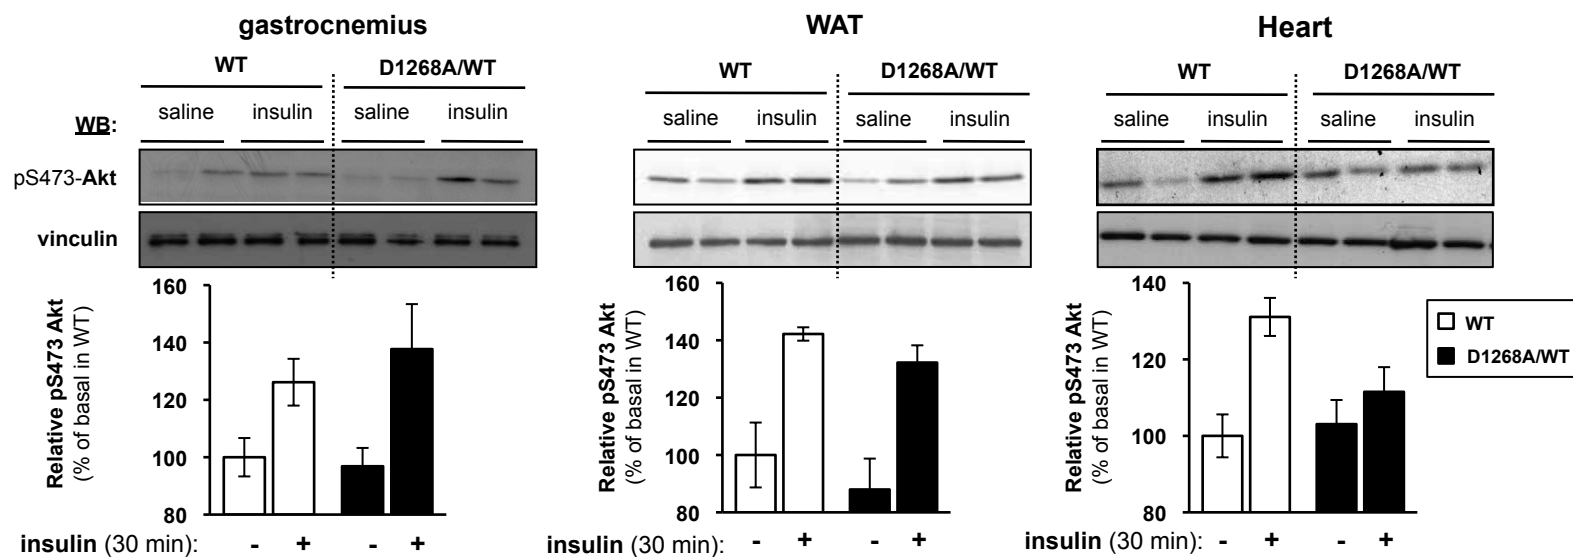 gastrocnemius
WT
D1268A/WT
saline
insulin
saline
insulin
WB:
pS473-Akt
vinculin
Relative pS473 Akt
(% of basal in WT)
160
140
120
100
80
insulin (30 min): - + - +
WAT
WT
D1268A/WT
saline
insulin
saline
insulin
Relative pS473 Akt
(% of basal in WT)
160
140
120
100
80
insulin (30 min): - + - +
Heart
WT
D1268A/WT
saline
insulin
saline
insulin
Relative pS473 Akt
(% of basal in WT)
140
120
100
80
insulin (30 min): - + - +
WT
D1268A/WT